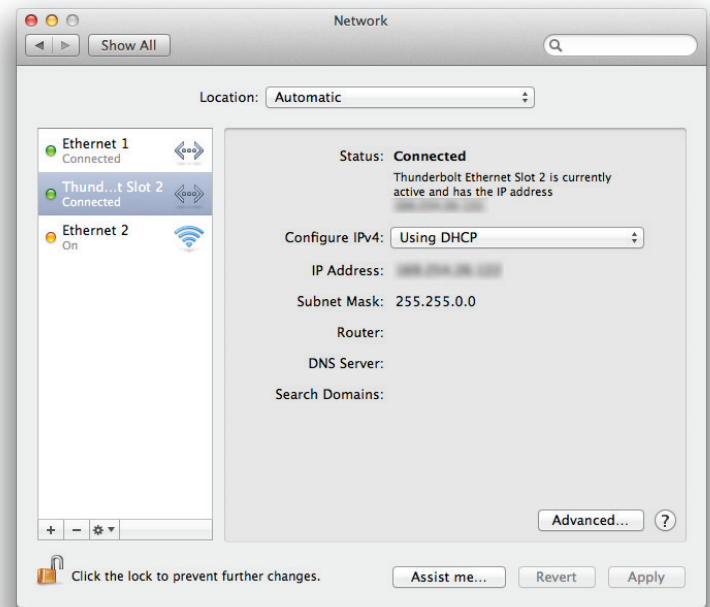 Network
Show All
Location: Automatic
Ethernet 1
Connected
Thund...t Slot 2
Connected
Ethernet 2
On
Status: Connected
Thunderbolt Ethernet Slot 2 is currently
active and has the IP address
Configure IPv4: Using DHCP
IP Address:
Subnet Mask: 255.255.0.0
Router:
DNS Server:
Search Domains:
Advanced...
?
Click the lock to prevent further changes.
Assist me...
Revert
Apply